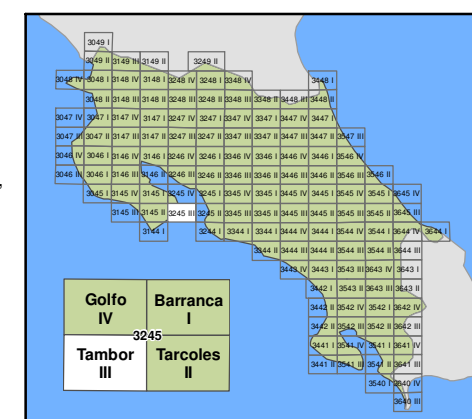 3049 I
3049 II 3149 III 3149 II 3249 II
3048 IV 3048 I 3148 IV 3148 I 3248 IV 3248 I 3348 IV 3448 I
3048 II 3148 III 3148 II 3248 III 3248 II 3348 III 3348 II 3448 III 3448 II
3047 IV 3047 I 3147 IV 3147 I 3247 IV 3247 I 3347 IV 3347 I 3447 IV 3447 I
3047 III 3047 II 3147 III 3147 II 3247 III 3247 II 3347 III 3347 II 3447 III 3447 II 3547 III
3046 IV 3046 I 3146 IV 3146 I 3246 IV 3246 I 3346 IV 3346 I 3446 IV 3446 I 3546 IV
3046 III 3046 II 3146 III 3146 II 3246 III 3246 II 3346 III 3346 II 3446 III 3446 II 3546 II
3045 I 3145 IV 3145 I 3245 IV 3245 I 3345 IV 3345 I 3445 IV 3445 I 3545 IV 3545 I 3645 IV
3145 III 3145 II 3245 III 3245 II 3345 III 3345 II 3445 III 3445 II 3545 III 3545 II 3645 III
3144 I 3244 I 3344 I 3344 I 3444 IV 3444 I 3544 IV 3544 I 3644 IV 3644 I
3344 II 3444 III 3444 II 3544 III 3544 II 3644 III
3443 IV 3443 I 3543 IV 3543 I 3643 IV 3643 I
3443 II 3543 III 3543 II 3643 III 3643 II
3442 I 3542 IV 3542 I 3642 IV
3442 II 3542 III 3542 II 3642 III
3441 I 3541 IV 3541 I 3641 IV
3441 II 3541 III 3541 II 3641 III
3540 I 3640 IV
3640 III
Golfo
IV
Barranca
I
3245
Tambor
III
Tarcoles
II